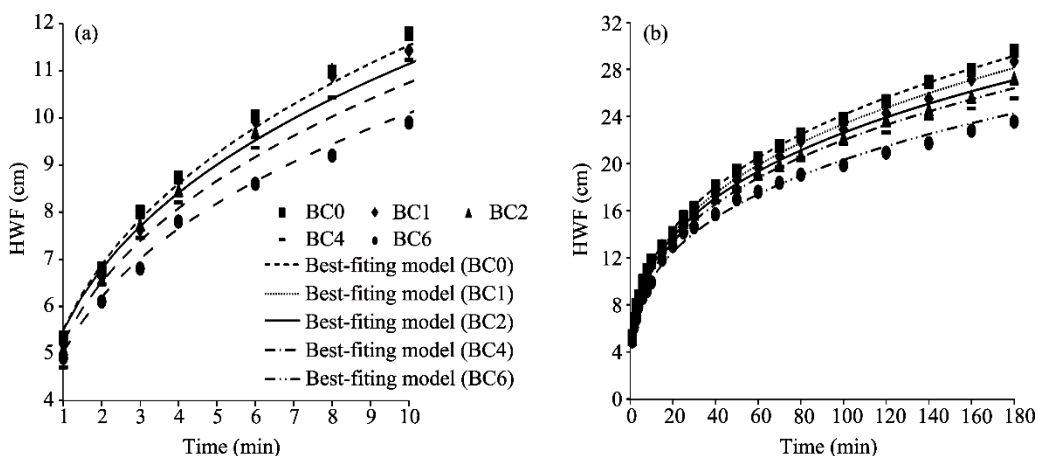 (a)
12
11
10
9
8
7
6
5
4
HWF (cm)
1 2 3 4 5 6 7 8 9 10
Time (min)
BC0 BC1 BC2
BC4 BC6
Best-fiting model (BC0)
Best-fiting model (BC1)
Best-fiting model (BC2)
Best-fiting model (BC4)
Best-fiting model (BC6)
(b)
32
28
24
20
16
12
8
4
0
HWF (cm)
0 20 40 60 80 100 120 140 160 180
Time (min)